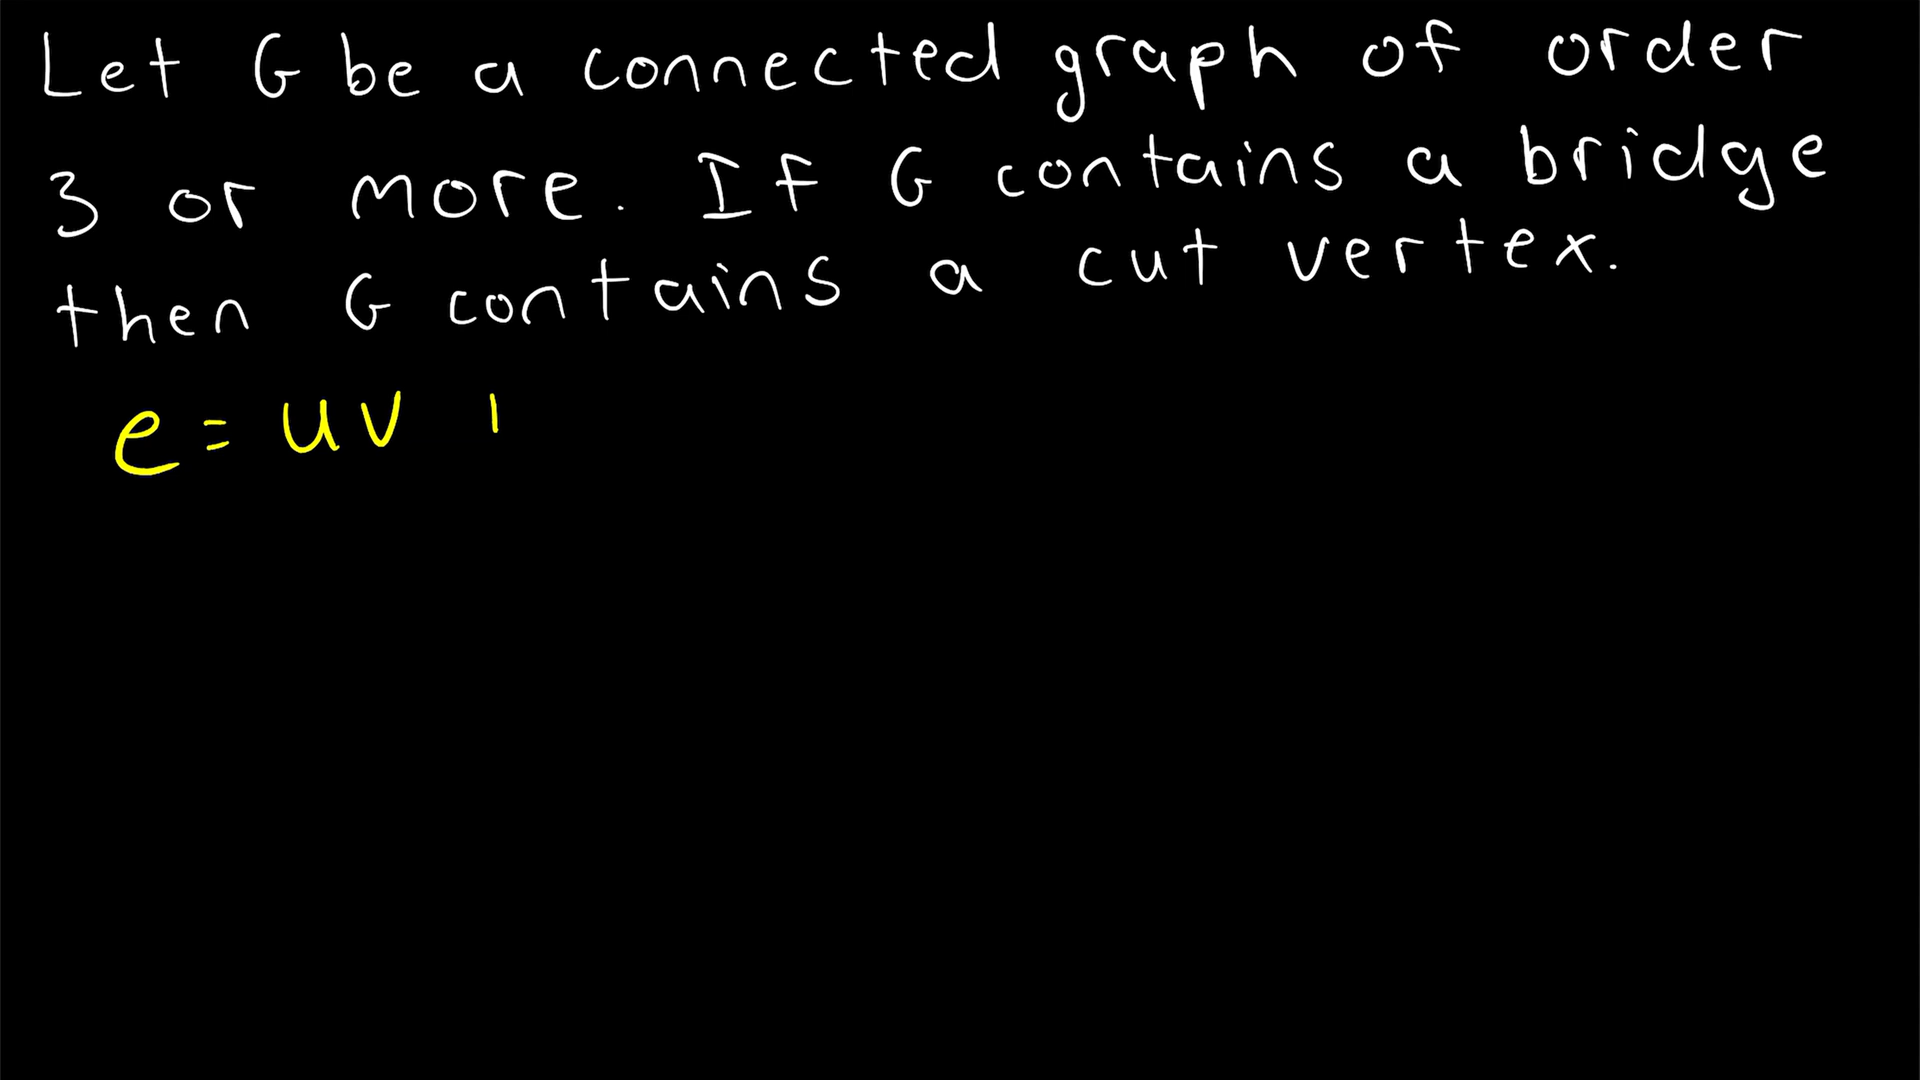 Let G be a connected graph of order
3 or more. If G contains a bridge
then G contains a cut vertex.
e = uv